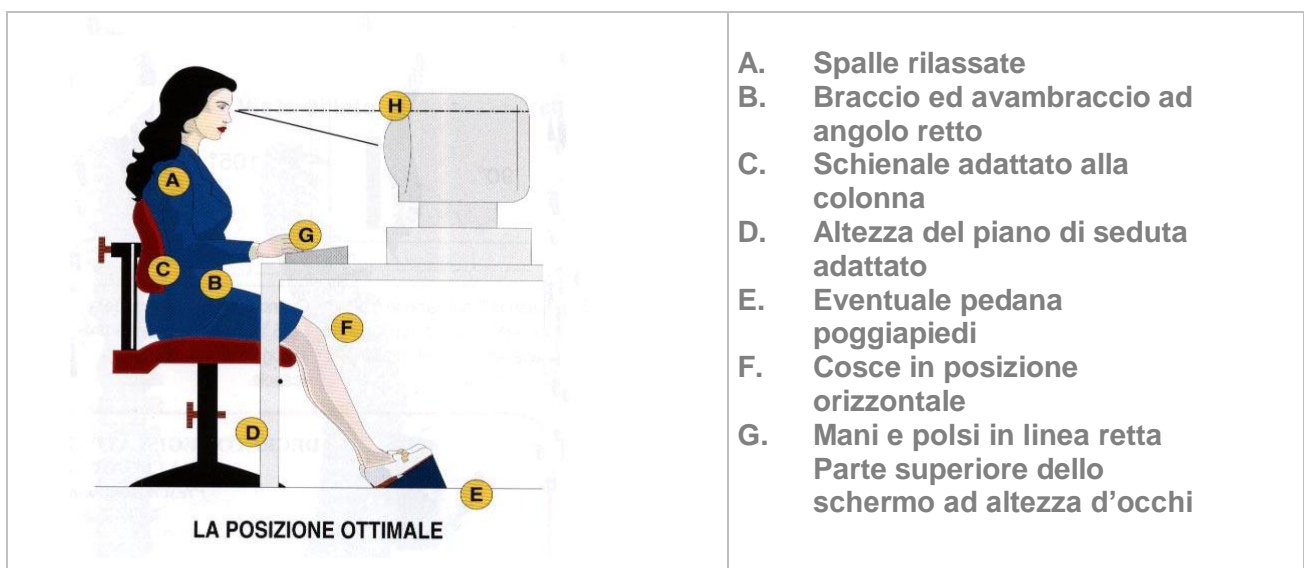 A
B
C
D
E
F
G
H
LA POSIZIONE OTTIMALE
A. Spalle rilassate
B. Braccio ed avambraccio ad
angolo retto
C. Schienale adattato alla
colonna
D. Altezza del piano di seduta
adattato
E. Eventuale pedana
poggiapiedi
F. Cosce in posizione
orizzontale
G. Mani e polsi in linea retta
Parte superiore dello
schermo ad altezza d’occhi